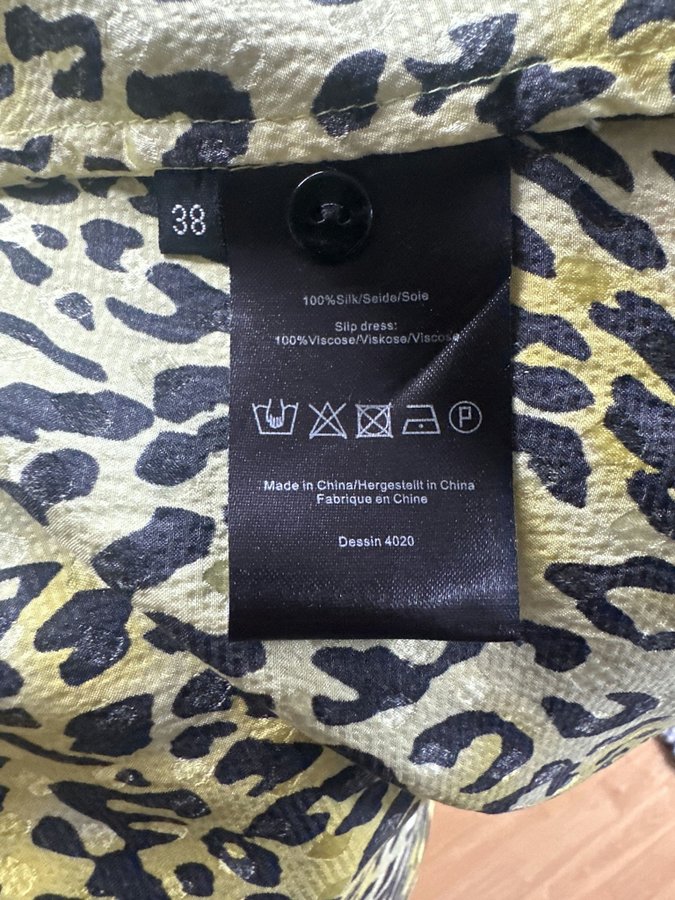 38
100%Silk/Seide/Soie
Slip dress:
100%Viscose/Viskose/Viscose
P
Made in China/Hergestellt in China
Fabrique en Chine
Dessin 4020